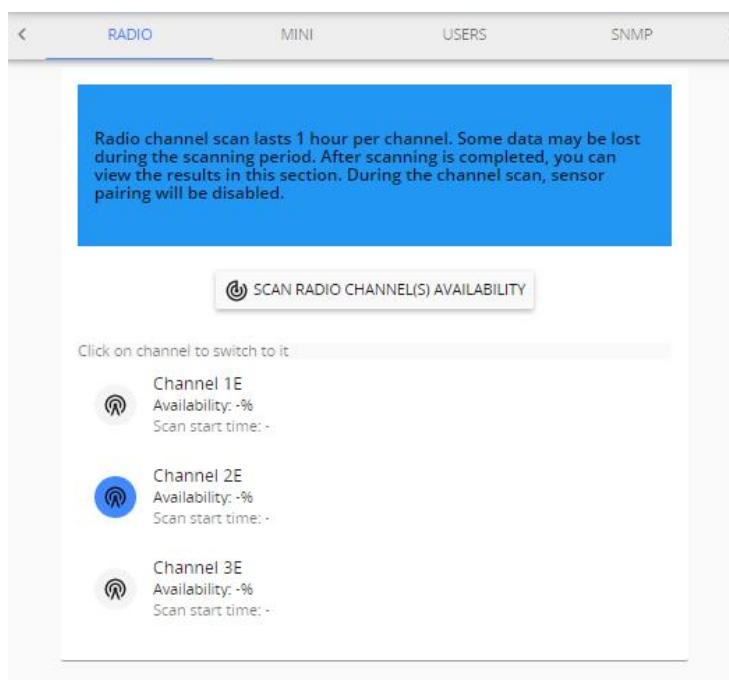 RADIO MINI USERS SNMP
Radio channel scan lasts 1 hour per channel. Some data may be lost
during the scanning period. After scanning is completed, you can
view the results in this section. During the channel scan, sensor
pairing will be disabled.
SCAN RADIO CHANNEL(S) AVAILABILITY
Click on channel to switch to it
Channel 1E
Availability: -%
Scan start time: -
Channel 2E
Availability: -%
Scan start time: -
Channel 3E
Availability: -%
Scan start time: -